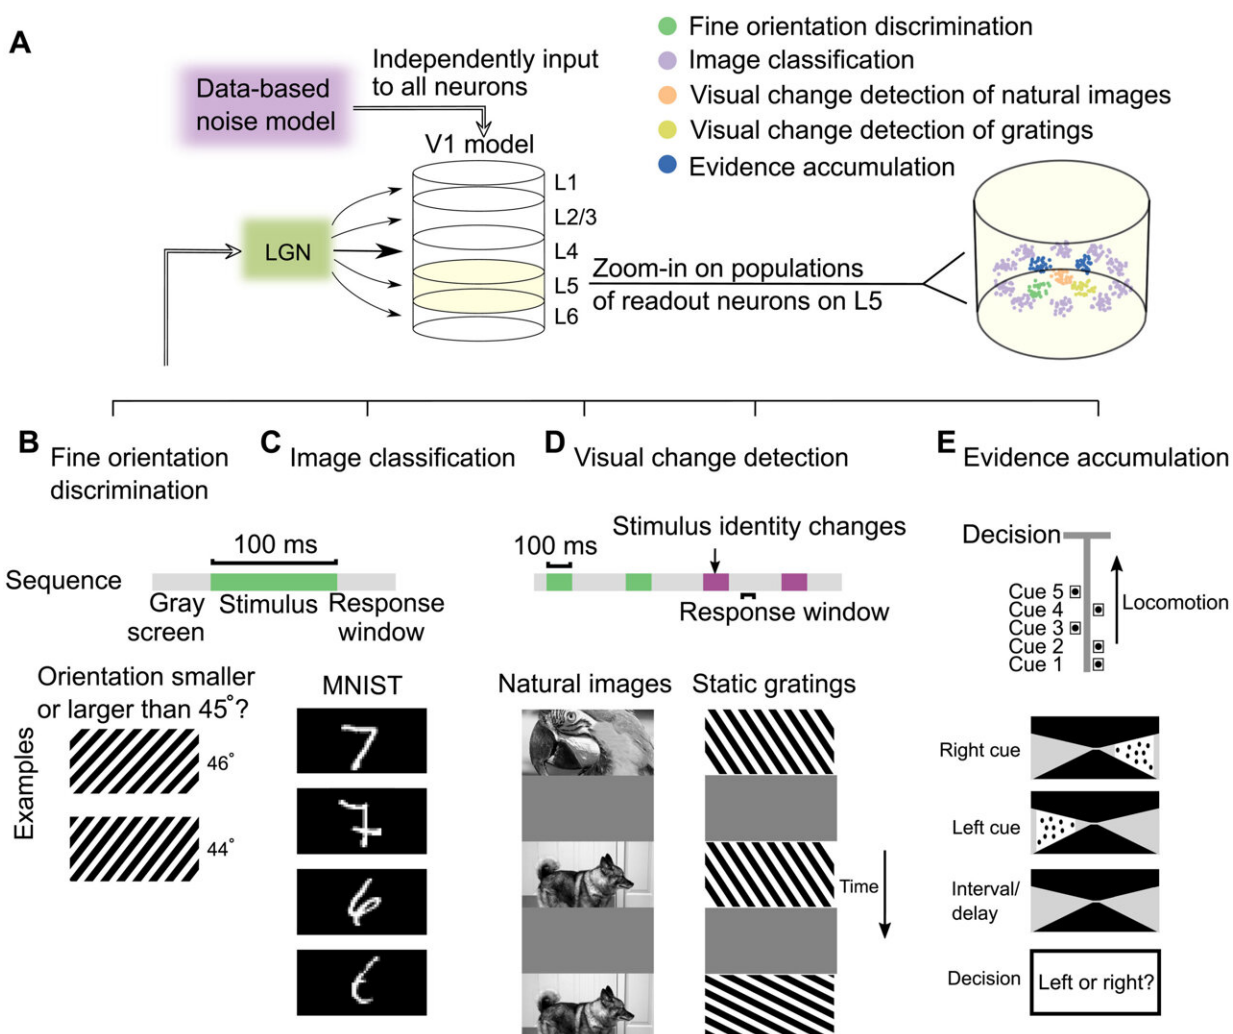 A
Data-based
noise model
Independently input
to all neurons
V1 model
LGN
L1
L2/3
L4
L5
L6
Zoom-in on populations
of readout neurons on L5
Fine orientation discrimination
Image classification
Visual change detection of natural images
Visual change detection of gratings
Evidence accumulation
B
Fine orientation
discrimination
100 ms
Sequence
Gray
screen
Stimulus
Response
window
Orientation smaller
or larger than 45°?
Examples
46°
44°
C
Image classification
MNIST
7
7
6
6
D
Visual change detection
Stimulus identity changes
100 ms
Response window
Natural images
Static gratings
Time
E
Evidence accumulation
Decision
Cue 5
Cue 4
Cue 3
Cue 2
Cue 1
Locomotion
Right cue
Left cue
Interval/
delay
Decision
Left or right?